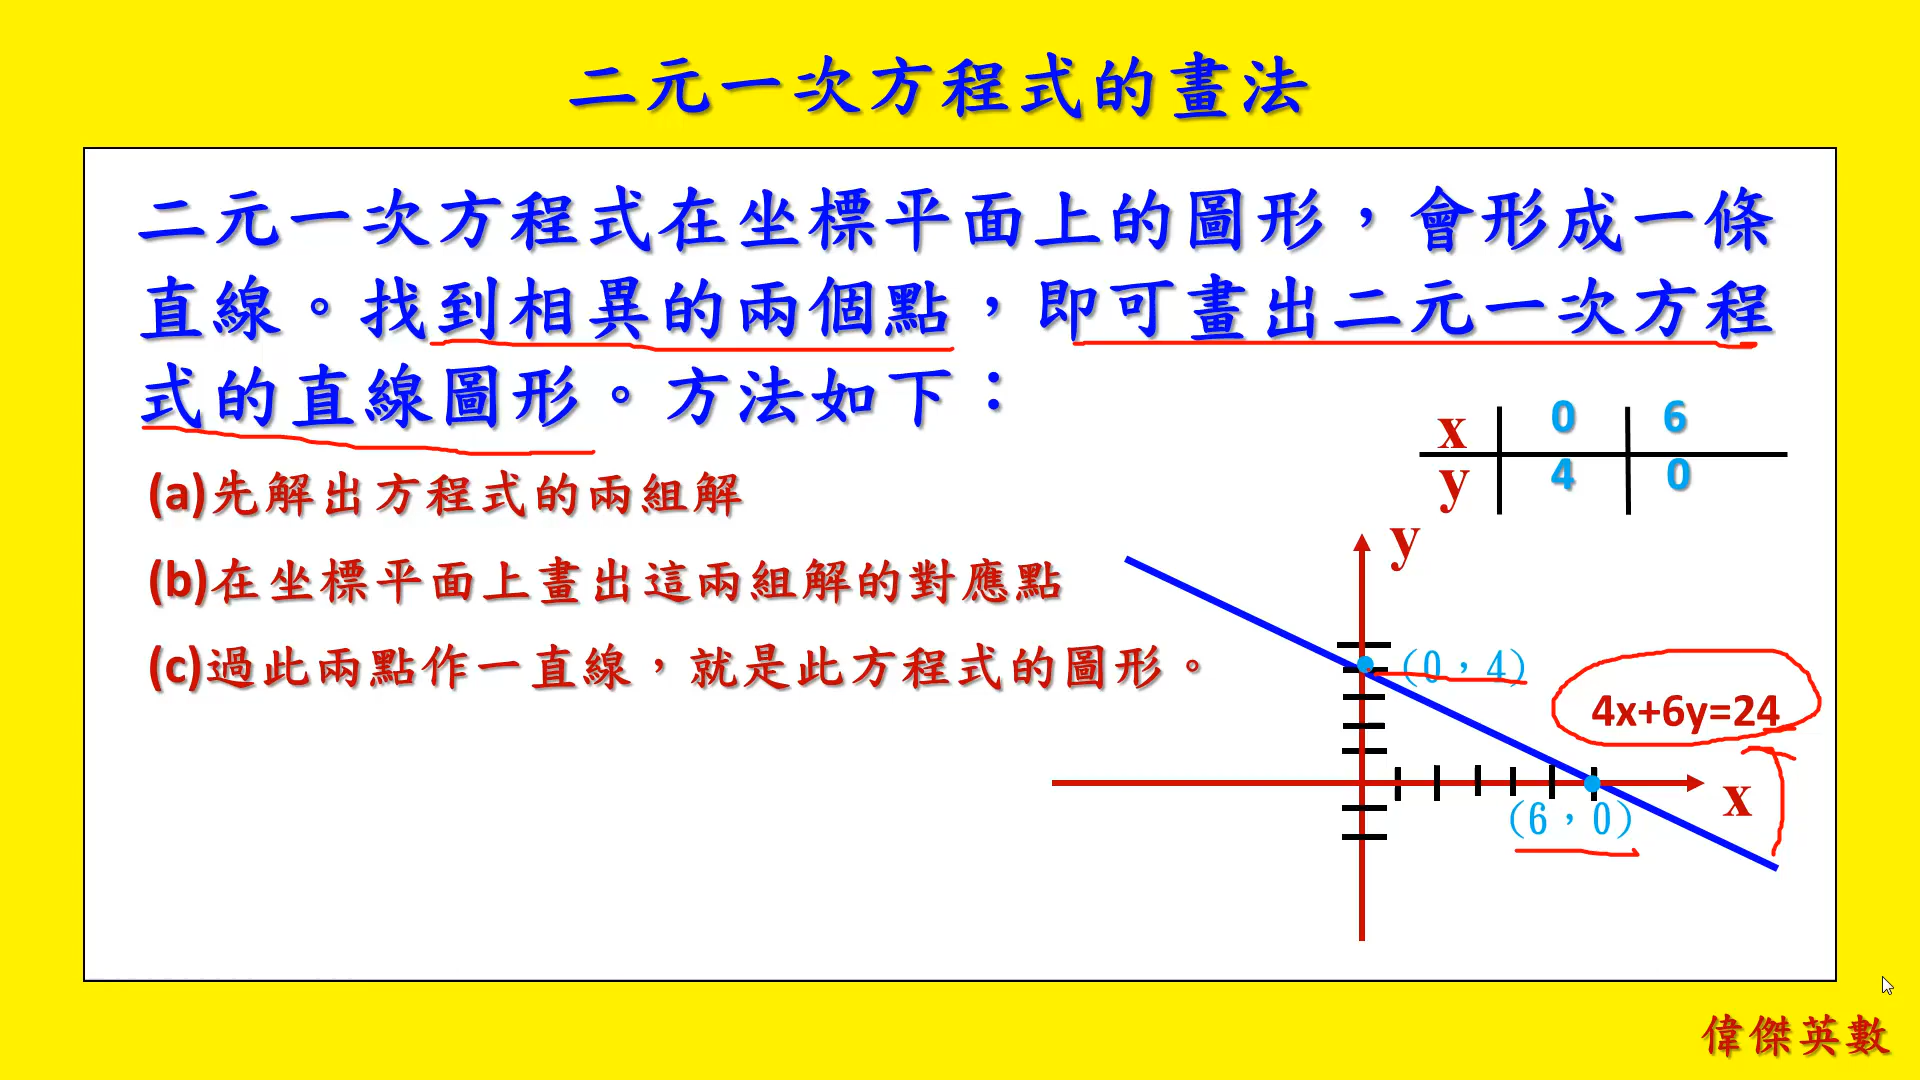 二元一次方程式的畫法
二元一次方程式在坐標平面上的圖形，會形成一條
直線。找到相異的兩個點，即可畫出二元一次方程
式的直線圖形。方法如下：
x 0 6
y 4 0
(a)先解出方程式的兩組解
(b)在坐標平面上畫出這兩組解的對應點
(c)過此兩點作一直線，就是此方程式的圖形。
y
(0，4)
4x+6y=24
x
(6，0)
偉傑英數